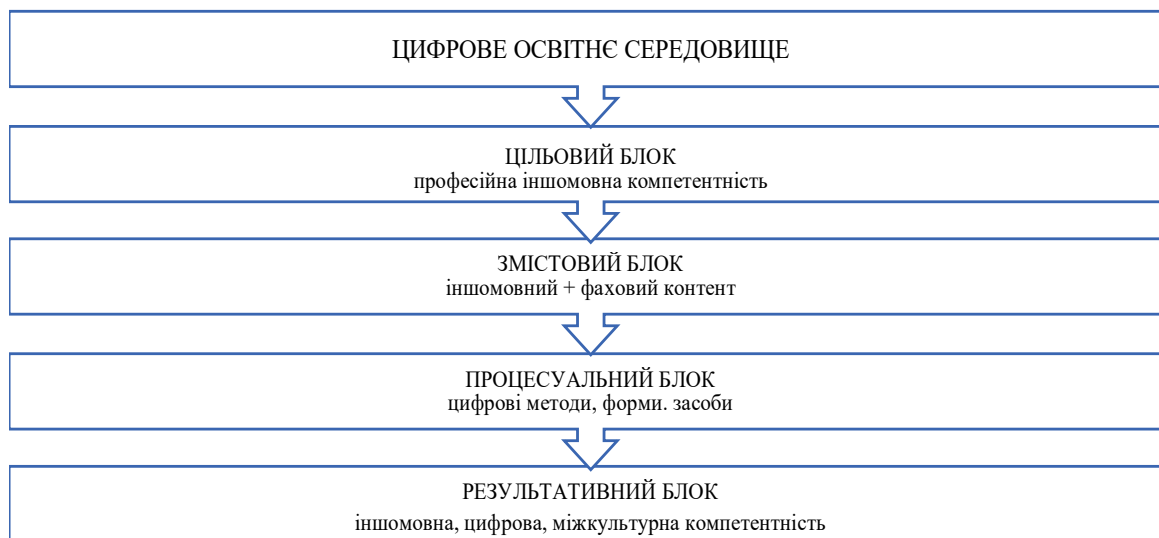 ЦИФРОВЕ ОСВІТНЄ СЕРЕДОВИЩЕ
ЦІЛЬОВИЙ БЛОК
професійна іншомовна компетентність
ЗМІСТОВИЙ БЛОК
іншомовний + фаховий контент
ПРОЦЕСУАЛЬНИЙ БЛОК
цифрові методи, форми. засоби
РЕЗУЛЬТАТИВНИЙ БЛОК
іншомовна, цифрова, міжкультурна компетентність